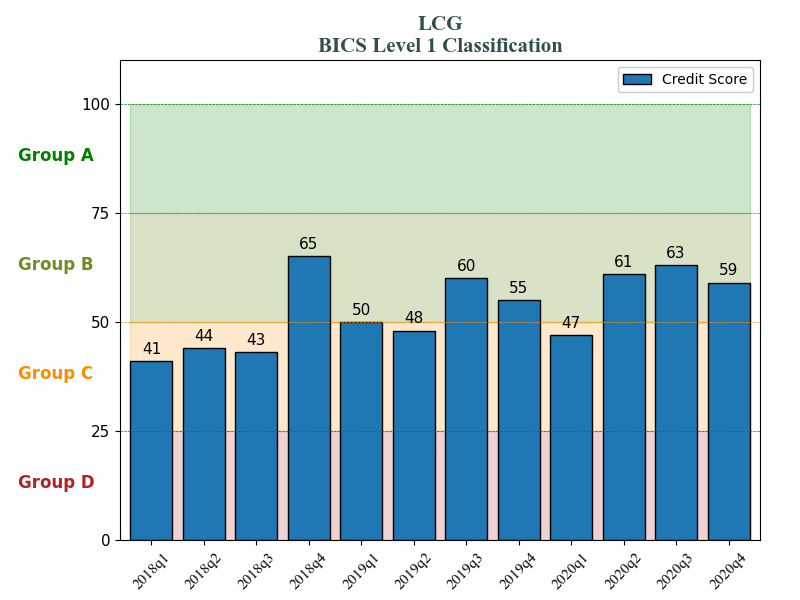 LCG
BICS Level 1 Classification
Credit Score
100
Group A
75
65
Group B
63
61
60
59
55
50
50
48
47
44
43
41
Group C
25
Group D
0
2018q1
2018q2
2018q3
2018q4
2019q1
2019q2
2019q3
2019q4
2020q1
2020q2
2020q3
2020q4